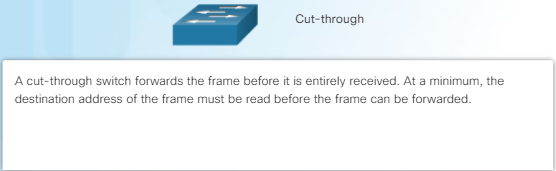 Cut-through
A cut-through switch forwards the frame before it is entirely received. At a minimum, the
destination address of the frame must be read before the frame can be forwarded.